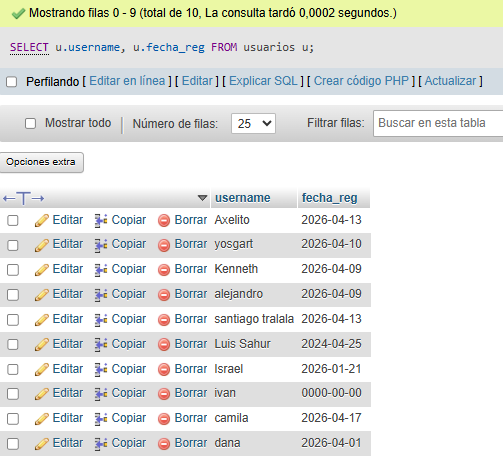 Mostrando filas 0 - 9 (total de 10, La consulta tardó 0,0002 segundos.)
SELECT u.username, u.fecha_reg FROM usuarios u;
Perfilando [ Editar en línea ] [ Editar ] [ Explicar SQL ] [ Crear código PHP ] [ Actualizar ]
Mostrar todo Número de filas: 25 Filtrar filas: Buscar en esta tabla
Opciones extra
←T→ username fecha_reg
Editar Copiar Borrar Axelito 2026-04-13
Editar Copiar Borrar yosgart 2026-04-10
Editar Copiar Borrar Kenneth 2026-04-09
Editar Copiar Borrar alejandro 2026-04-09
Editar Copiar Borrar santiago tralala 2026-04-13
Editar Copiar Borrar Luis Sahur 2024-04-25
Editar Copiar Borrar Israel 2026-01-21
Editar Copiar Borrar ivan 0000-00-00
Editar Copiar Borrar camila 2026-04-17
Editar Copiar Borrar dana 2026-04-01